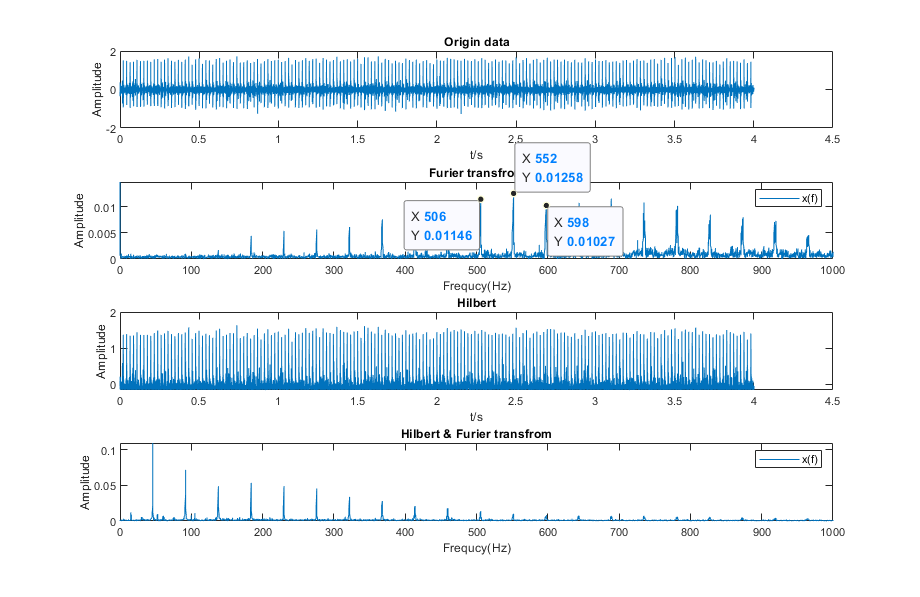 Origin data
2
0
-2
Amplitude
0 0.5 1 1.5 2 2.5 3 3.5 4 4.5
t/s
X 552
Y 0.01258
Furier transfro
0.01
0.005
0
Amplitude
x(f)
X 506
Y 0.01146
X 598
Y 0.01027
0 100 200 300 400 500 600 700 800 900 1000
Frequcy(Hz)
Hilbert
2
1
0
Amplitude
0 0.5 1 1.5 2 2.5 3 3.5 4 4.5
t/s
Hilbert & Furier transfrom
0.1
0.05
0
Amplitude
x(f)
0 100 200 300 400 500 600 700 800 900 1000
Frequcy(Hz)